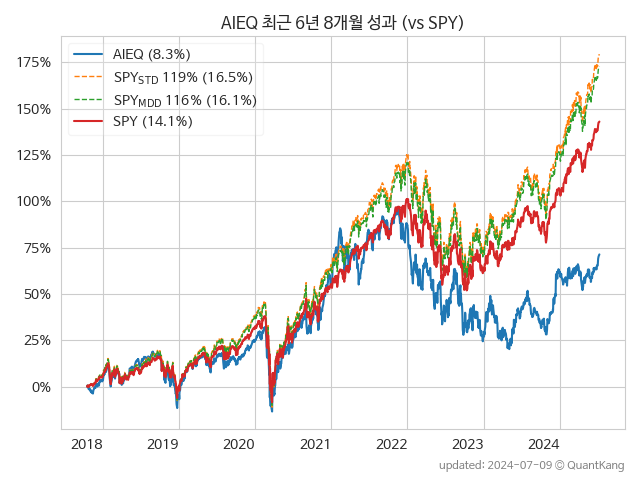 AIEQ 최근 6년 8개월 성과 (vs SPY)
AIEQ (8.3%)
SPY_STD 119% (16.5%)
SPY_MDD 116% (16.1%)
SPY (14.1%)
175%
150%
125%
100%
75%
50%
25%
0%
2018 2019 2020 2021 2022 2023 2024
updated: 2024-07-09 © QuantKang